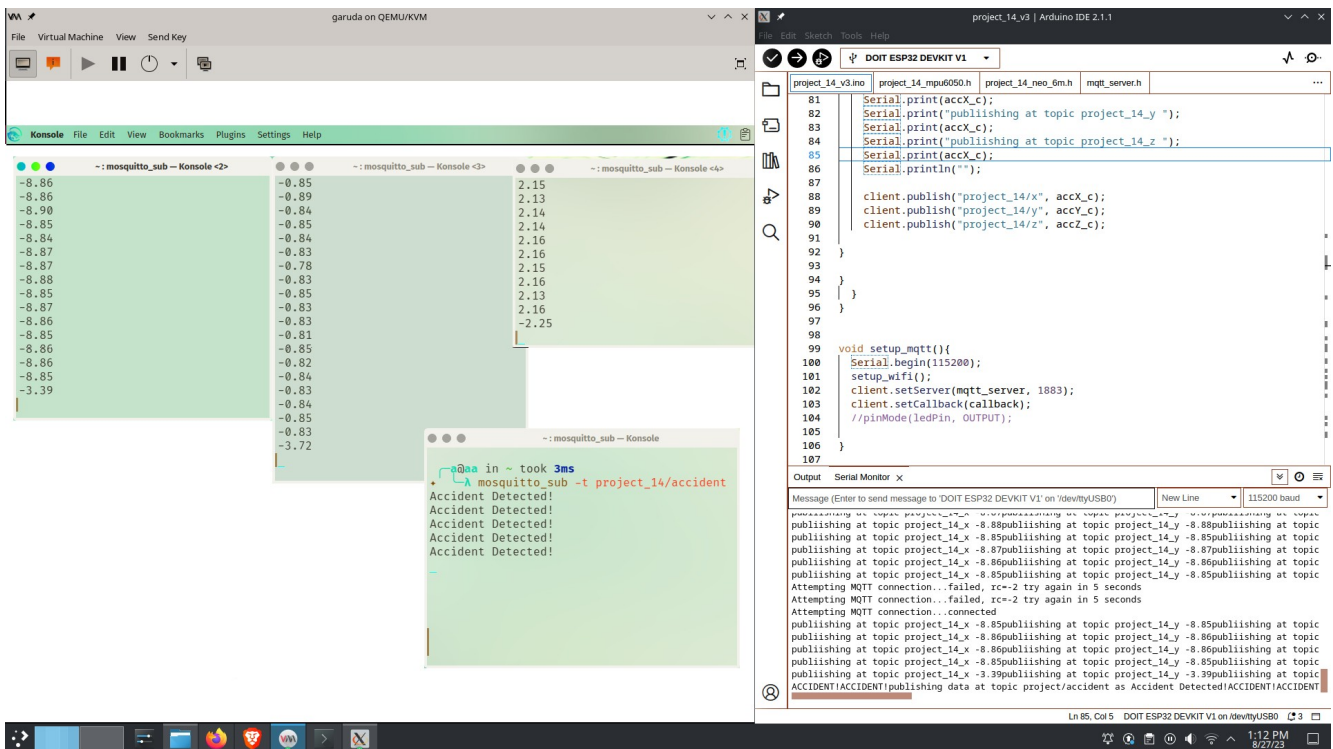 garuda on QEMU/KVM
File Virtual Machine View Send Key
Konsole File Edit View Bookmarks Plugins Settings Help
~ : mosquitto_sub — Konsole <2>
-8.86
-8.86
-8.90
-8.85
-8.84
-8.87
-8.87
-8.88
-8.85
-8.87
-8.86
-8.85
-8.86
-8.86
-8.85
-3.39
~ : mosquitto_sub — Konsole <3>
-0.85
-0.89
-0.84
-0.85
-0.84
-0.83
-0.78
-0.83
-0.85
-0.83
-0.83
-0.81
-0.85
-0.82
-0.84
-0.83
-0.84
-0.85
-0.83
-3.72
~ : mosquitto_sub — Konsole <4>
2.15
2.13
2.14
2.14
2.16
2.16
2.15
2.16
2.13
2.16
-2.25
~ : mosquitto_sub — Konsole
a@aa in ~ took 3ms
λ mosquitto_sub -t project_14/accident
Accident Detected!
Accident Detected!
Accident Detected!
Accident Detected!
Accident Detected!
project_14_v3 | Arduino IDE 2.1.1
File Edit Sketch Tools Help
DOIT ESP32 DEVKIT V1
project_14_v3.ino project_14_mpu6050.h project_14_neo_6m.h mqtt_server.h
81 Serial.print(accX_c);
82 Serial.print("publiishing at topic project_14_y ");
83 Serial.print(accX_c);
84 Serial.print("publiishing at topic project_14_z ");
85 Serial.print(accX_c);
86 Serial.println("");
87
88 client.publish("project_14/x", accX_c);
89 client.publish("project_14/y", accY_c);
90 client.publish("project_14/z", accZ_c);
91
92 }
93
94 }
95 }
96 }
97
98
99 void setup_mqtt(){
100 Serial.begin(115200);
101 setup_wifi();
102 client.setServer(mqtt_server, 1883);
103 client.setCallback(callback);
104 //pinMode(ledPin, OUTPUT);
105
106 }
107
Output Serial Monitor x
Message (Enter to send message to 'DOIT ESP32 DEVKIT V1' on '/dev/ttyUSB0') New Line 115200 baud
publiishing at topic project_14_x -8.88publiishing at topic project_14_y -8.88publiishing at topic
publiishing at topic project_14_x -8.85publiishing at topic project_14_y -8.85publiishing at topic
publiishing at topic project_14_x -8.87publiishing at topic project_14_y -8.87publiishing at topic
publiishing at topic project_14_x -8.86publiishing at topic project_14_y -8.86publiishing at topic
publiishing at topic project_14_x -8.85publiishing at topic project_14_y -8.85publiishing at topic
Attempting MQTT connection...failed, rc=-2 try again in 5 seconds
Attempting MQTT connection...failed, rc=-2 try again in 5 seconds
Attempting MQTT connection...connected
publiishing at topic project_14_x -8.85publiishing at topic project_14_y -8.85publiishing at topic
publiishing at topic project_14_x -8.86publiishing at topic project_14_y -8.86publiishing at topic
publiishing at topic project_14_x -8.86publiishing at topic project_14_y -8.86publiishing at topic
publiishing at topic project_14_x -8.85publiishing at topic project_14_y -8.85publiishing at topic
publiishing at topic project_14_x -3.39publiishing at topic project_14_y -3.39publiishing at topic
ACCIDENT!ACCIDENT!publishing data at topic project/accident as Accident Detected!ACCIDENT!ACCIDENT
Ln 85, Col 5 DOIT ESP32 DEVKIT V1 on /dev/ttyUSB0 3
1:12 PM
8/27/23